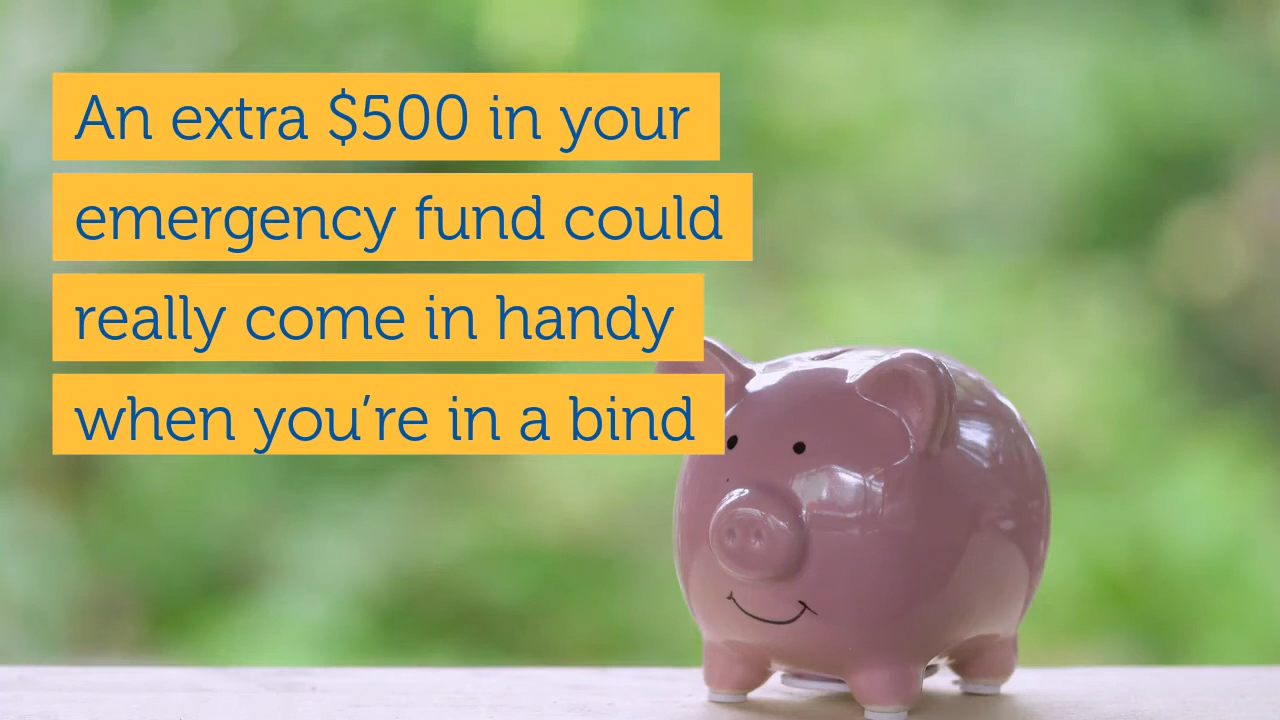 An extra $500 in your
emergency fund could
really come in handy
when you’re in a bind